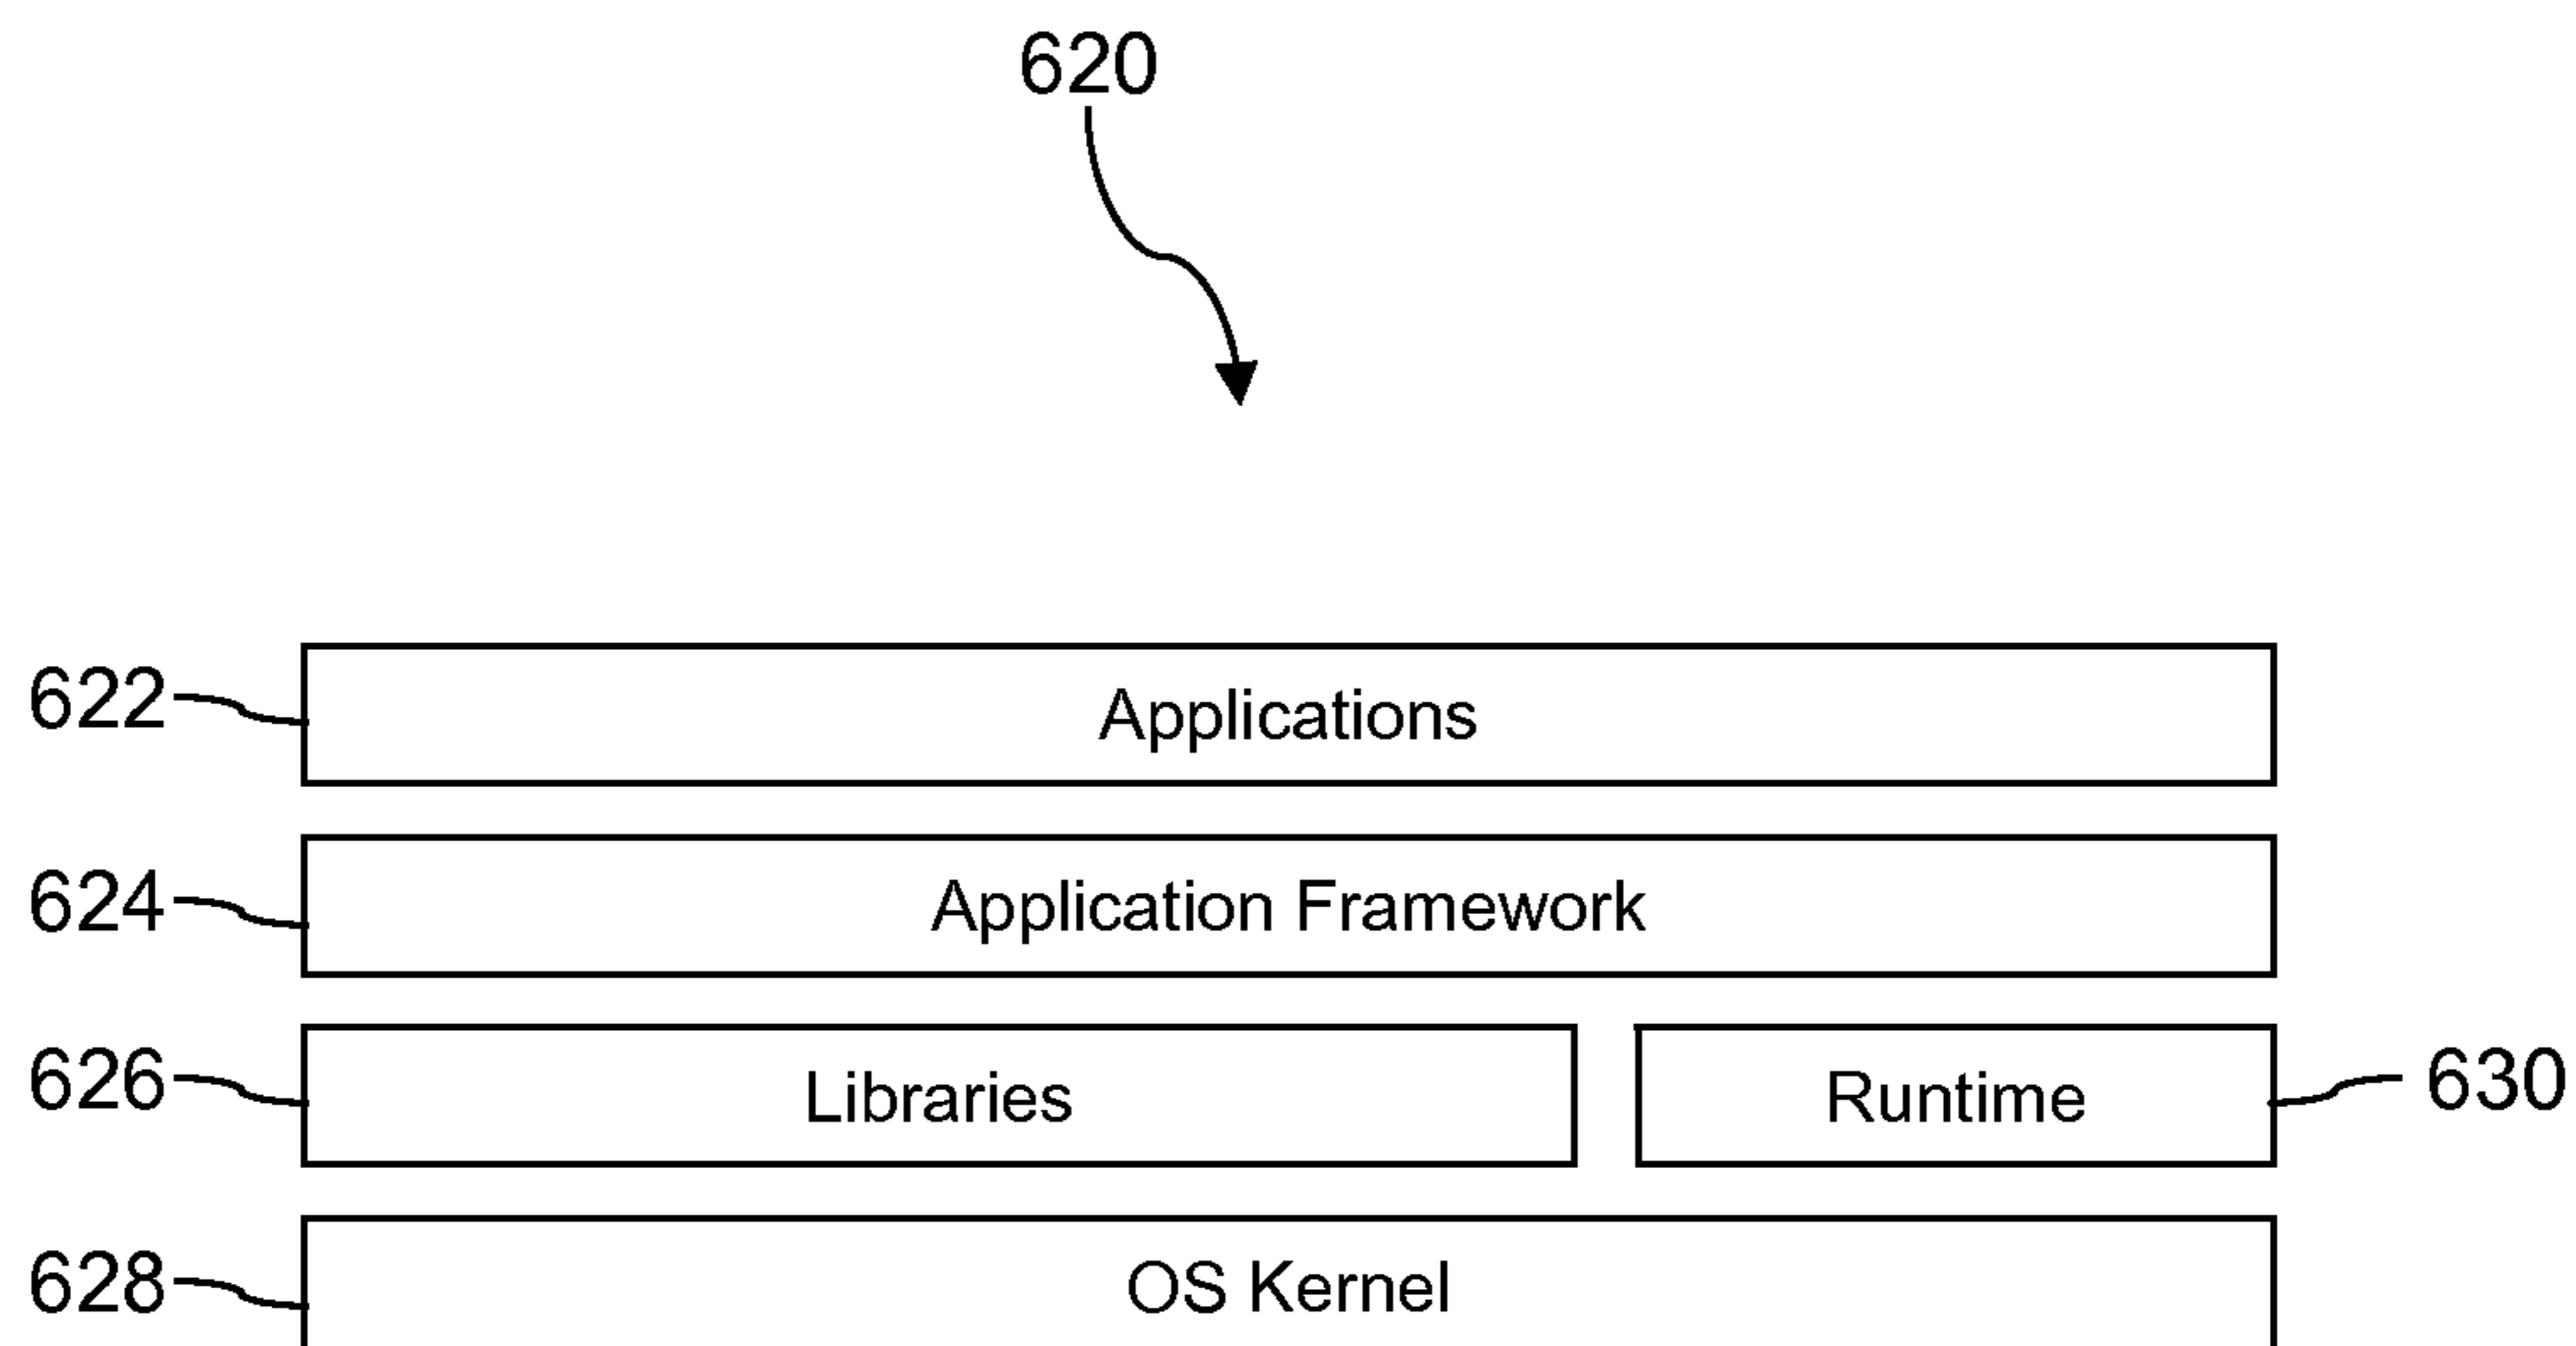 620
622 Applications
624 Application Framework
626 Libraries Runtime 630
628 OS Kernel